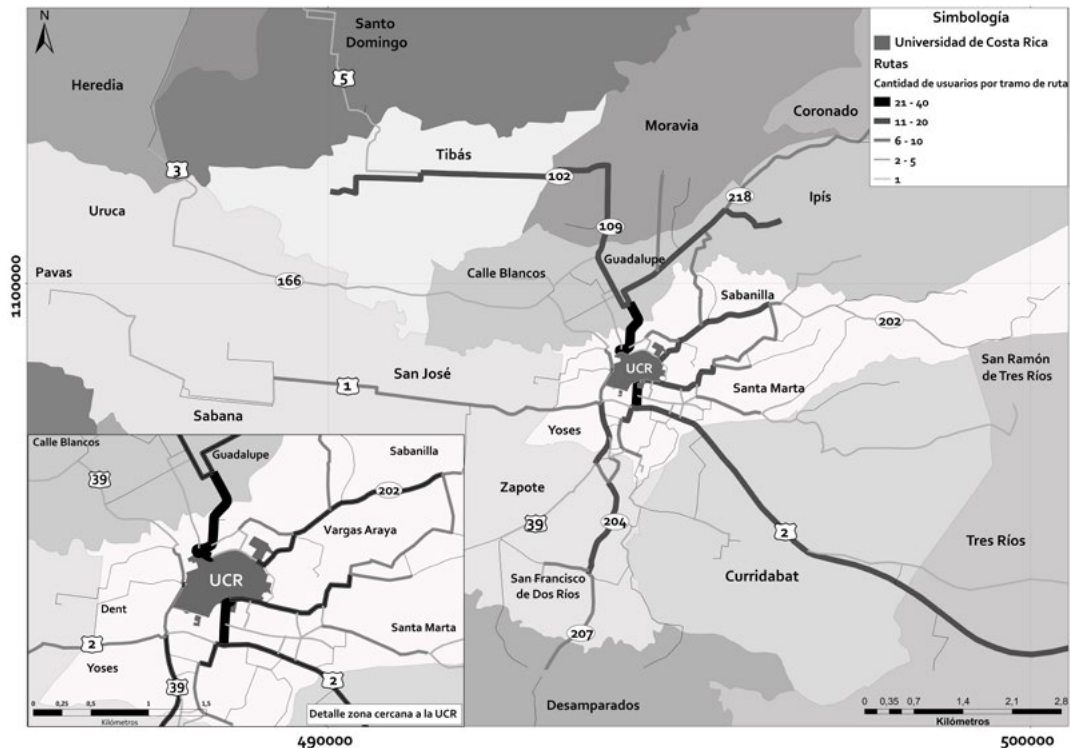 N
Santo
Domingo
Simbología
Universidad de Costa Rica
Rutas
Cantidad de usuarios por tramo de ruta
21 - 40
11 - 20
6 - 10
2 - 5
1
5
Heredia
Coronado
Moravia
Tibás
3
102
218
Ipís
Uruca
109
Guadalupe
Pavas
Calle Blancos
166
1100000
Sabanilla
202
San José
UCR
San Ramón
de Tres Ríos
1
Santa Marta
Sabana
Yoses
Zapote
39
204
2
Tres Ríos
Curridabat
San Francisco
de Dos Ríos
207
Desamparados
Calle Blancos
Guadalupe
Sabanilla
39
202
Vargas Araya
UCR
Dent
Santa Marta
2
Yoses
2
39
0 0,25 0,5 1 1,5
Kilómetros
Detalle zona cercana a la UCR
0 0,35 0,7 1,4 2,1 2,8
Kilómetros
490000
500000